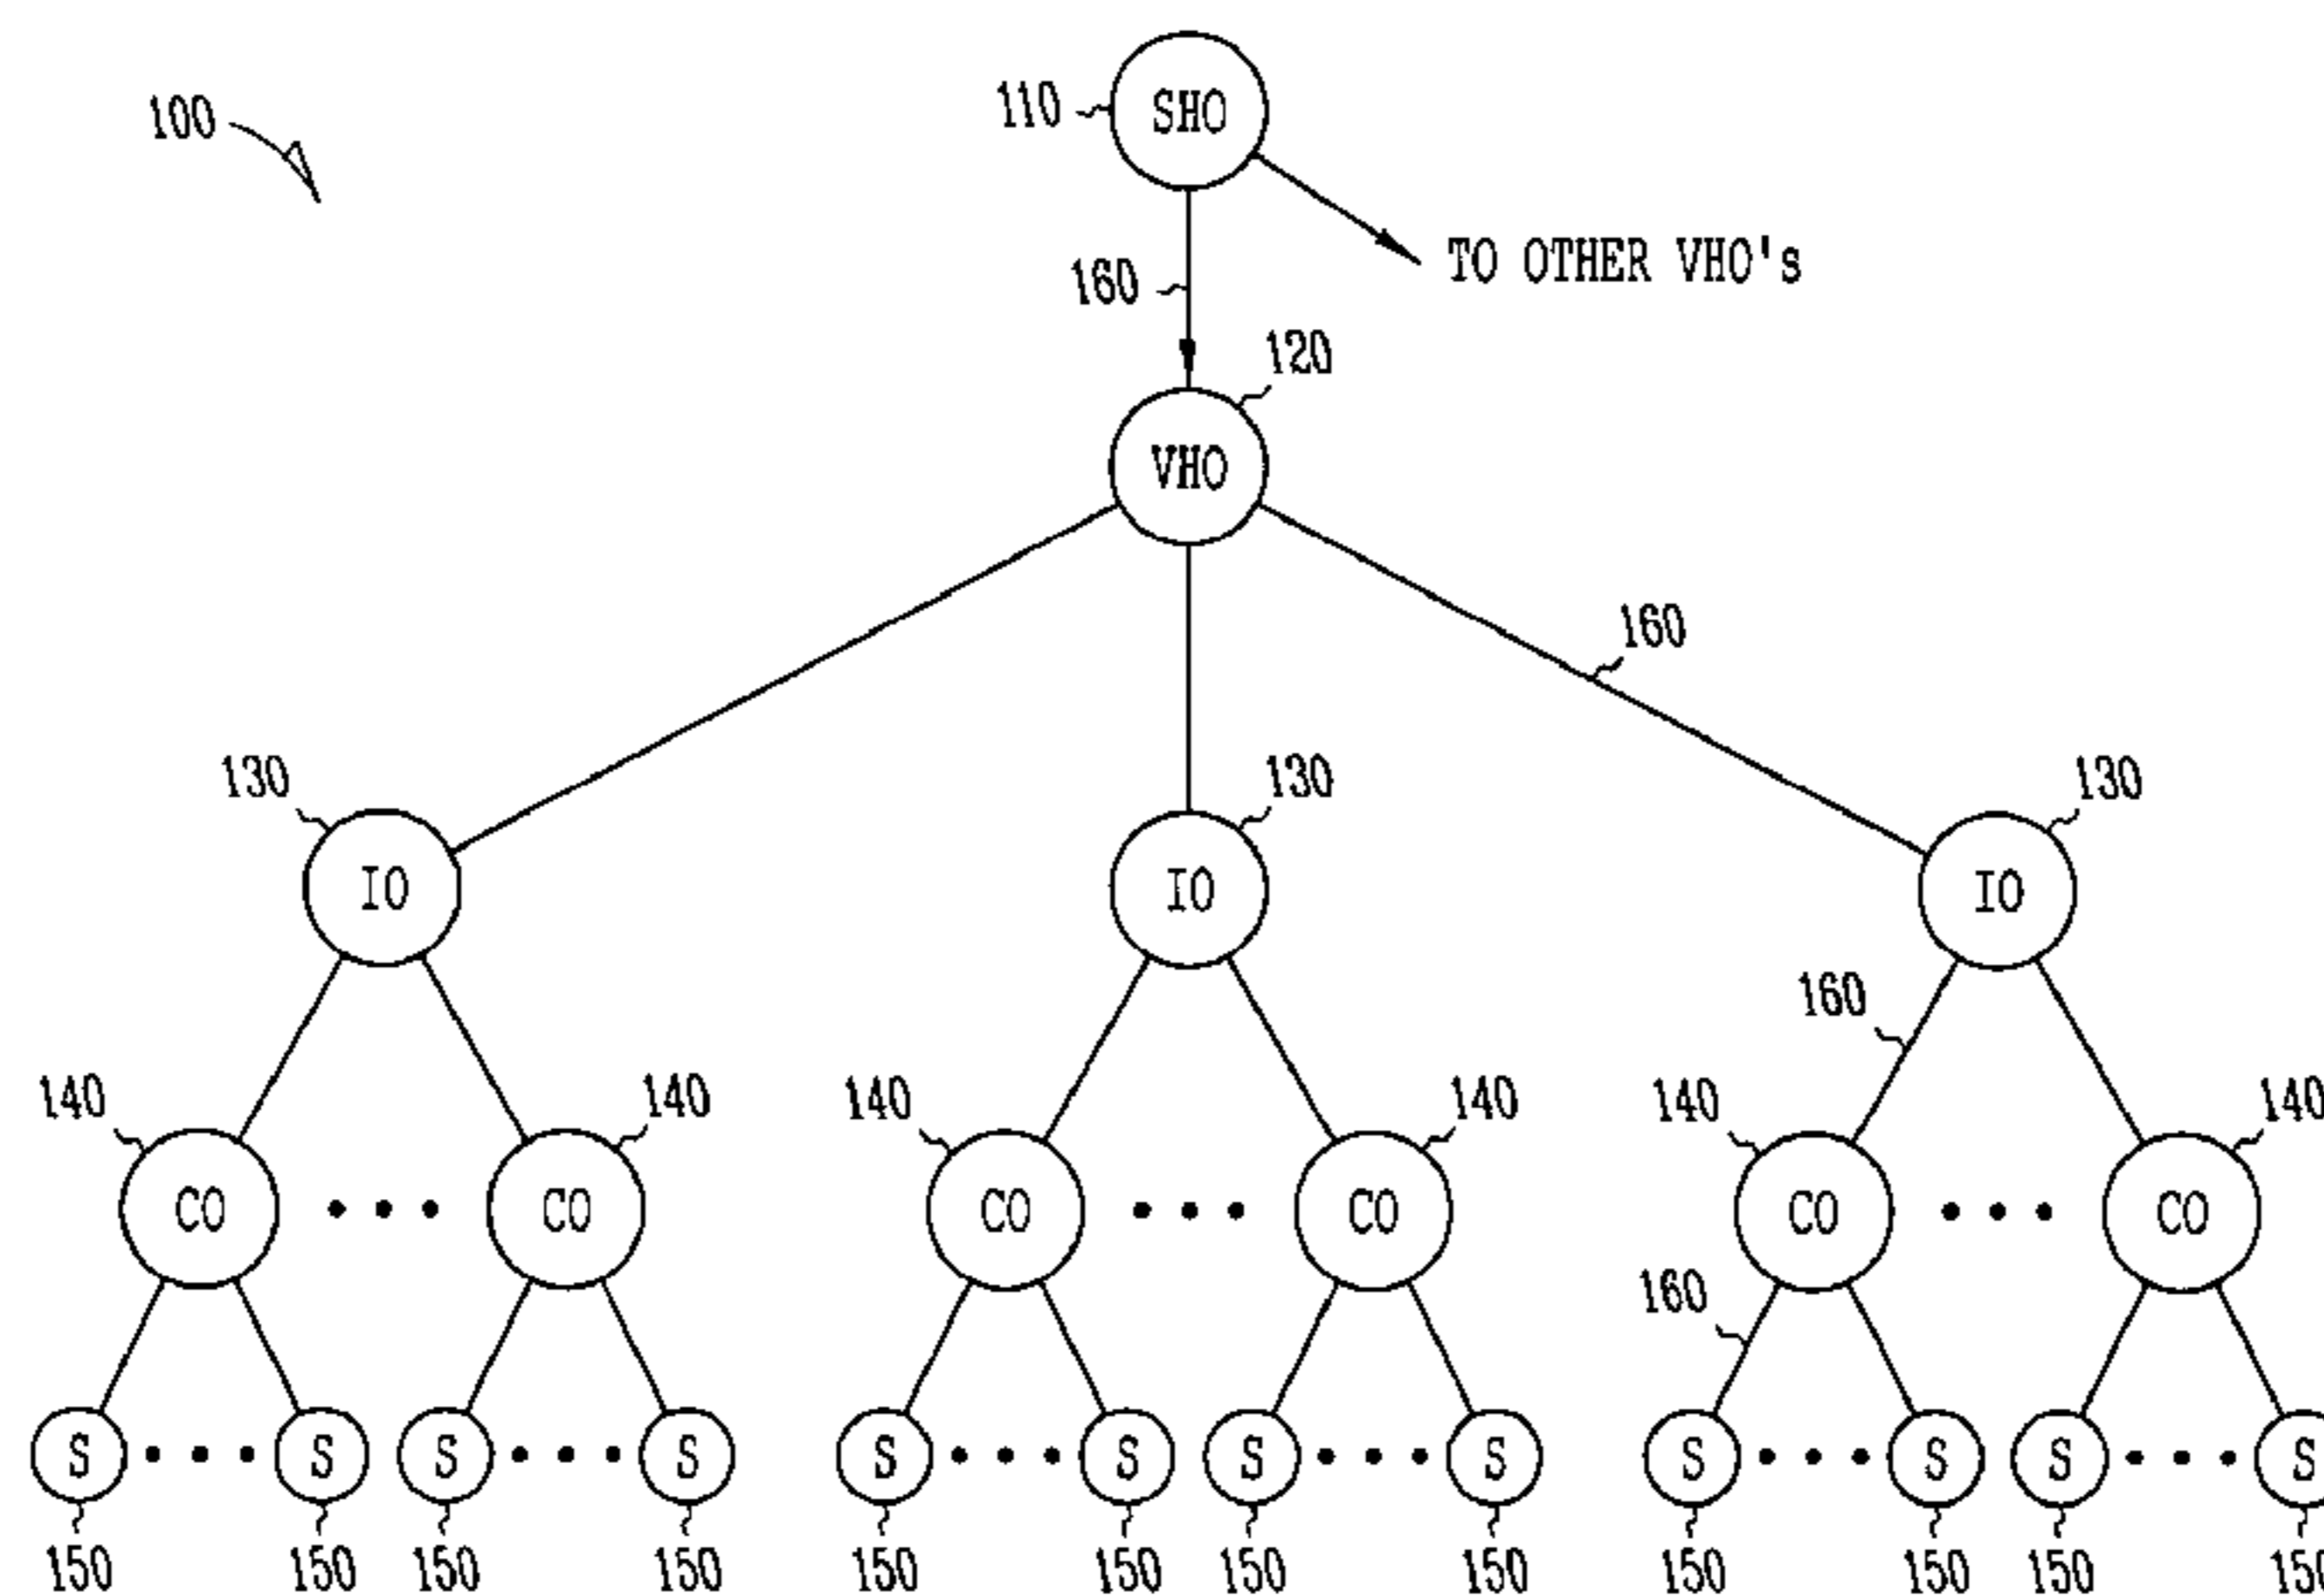 100
110 SHO
160 TO OTHER VHO's
120
VHO
160
130 130 130
IO IO IO
160
140 140 140 140 140 140
CO CO CO CO CO CO
160
S S S S S S S S S S S S
150 150 150 150 150 150 150 150 150 150 150 150